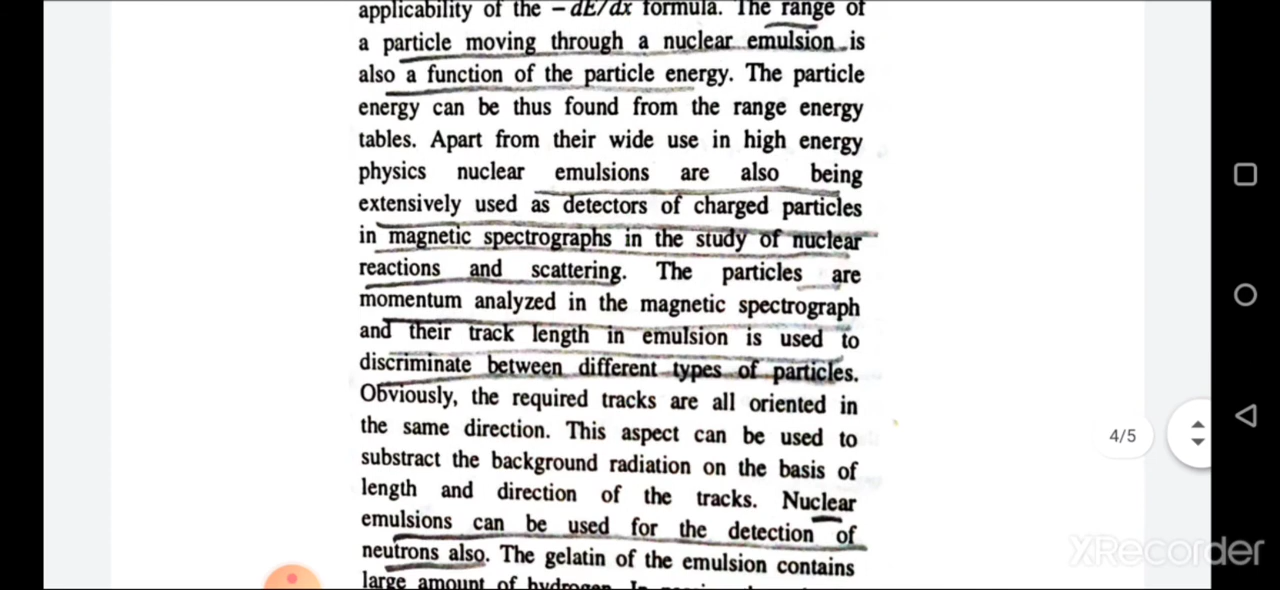 applicability of the – dE/dx formula. The range of
a particle moving through a nuclear emulsion is
also a function of the particle energy. The particle
energy can be thus found from the range energy
tables. Apart from their wide use in high energy
physics nuclear emulsions are also being
extensively used as detectors of charged particles
in magnetic spectrographs in the study of nuclear
reactions and scattering. The particles are
momentum analyzed in the magnetic spectrograph
and their track length in emulsion is used to
discriminate between different types of particles.
Obviously, the required tracks are all oriented in
the same direction. This aspect can be used to
substract the background radiation on the basis of
length and direction of the tracks. Nuclear
emulsions can be used for the detection of
neutrons also. The gelatin of the emulsion contains
large amount of hydrogen. In
4/5
XRecorder